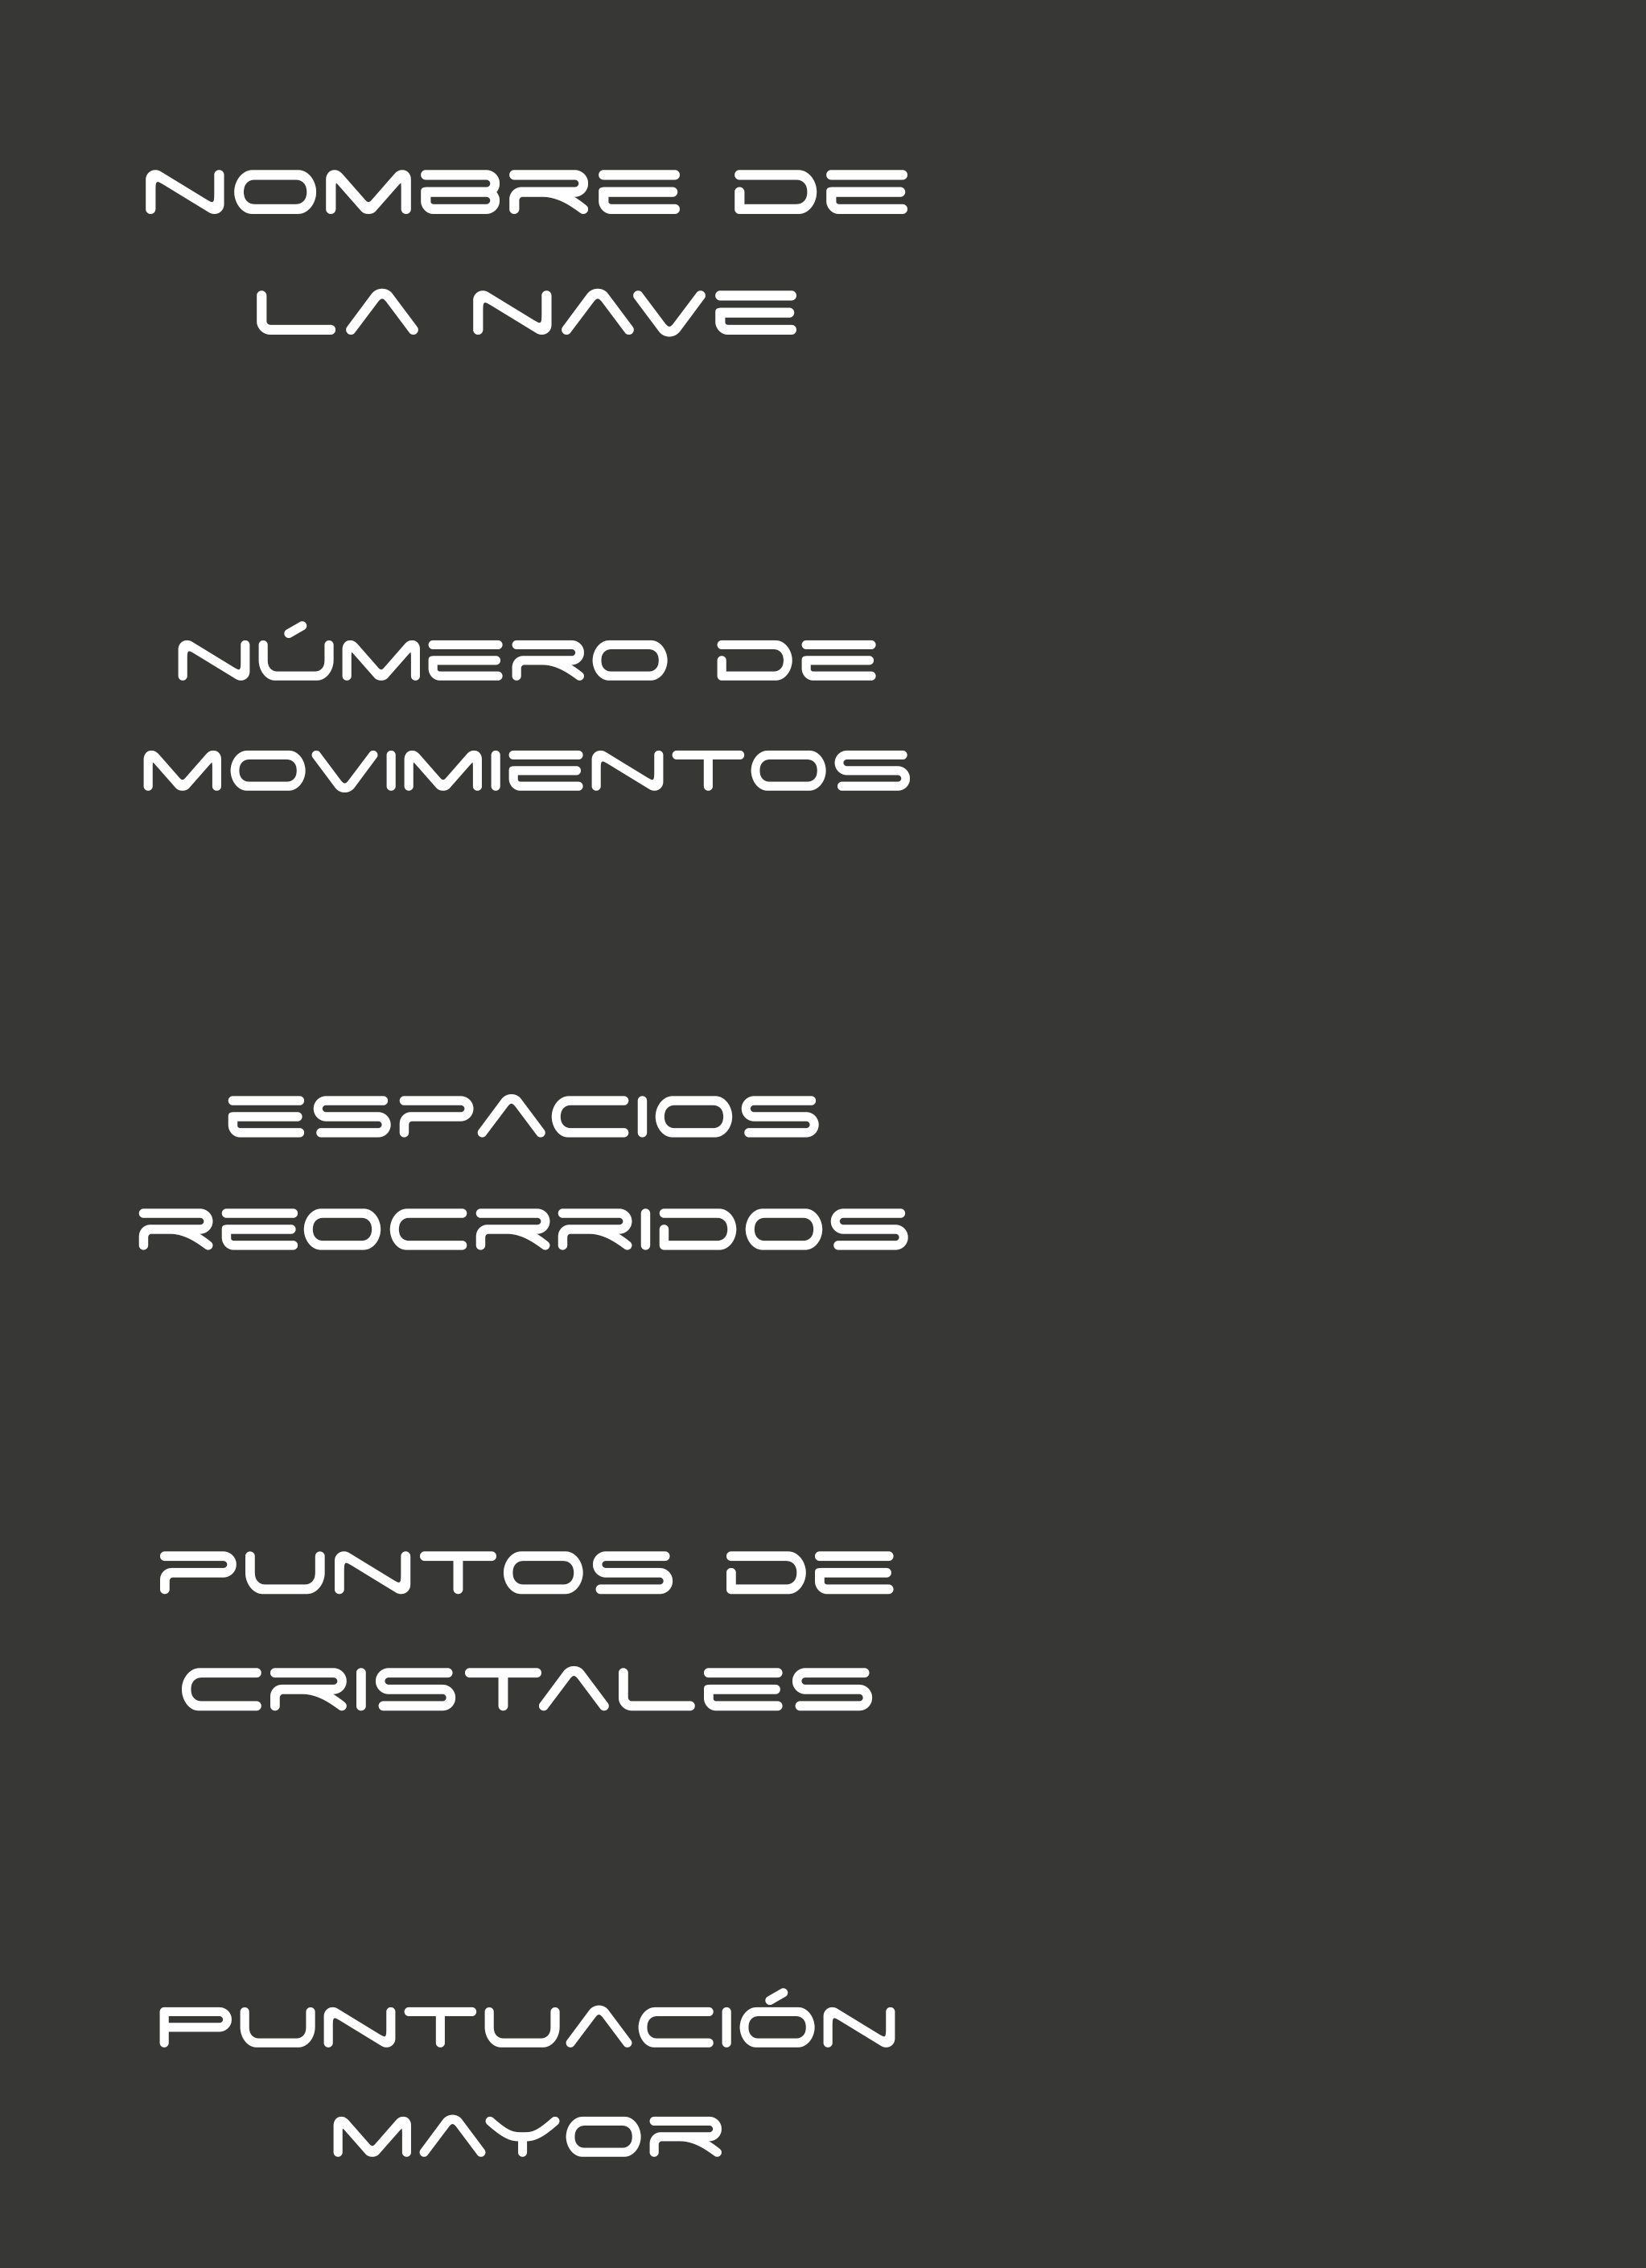 NOMBRE DE
LA NAVE
NÚMERO DE
MOVIMIENTOS
ESPACIOS
REOCRRIDOS
PUNTOS DE
CRISTALES
PUNTUACIÓN
MAYOR